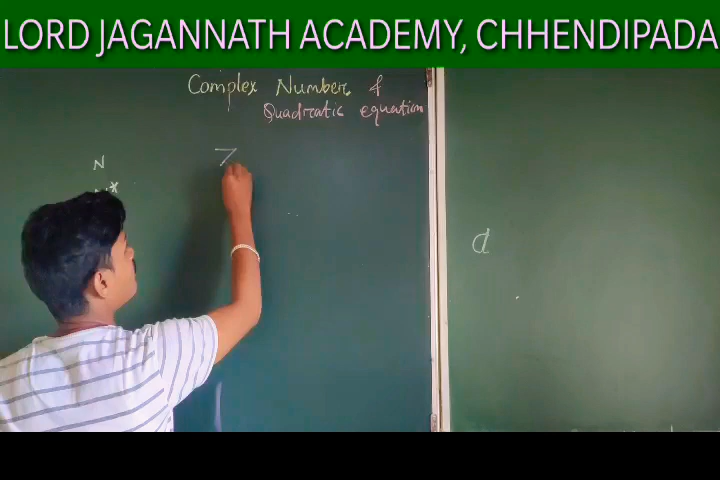 LORD JAGANNATH ACADEMY, CHHENDIPADA
Complex Number &
Quadratic equation
N
Z
d